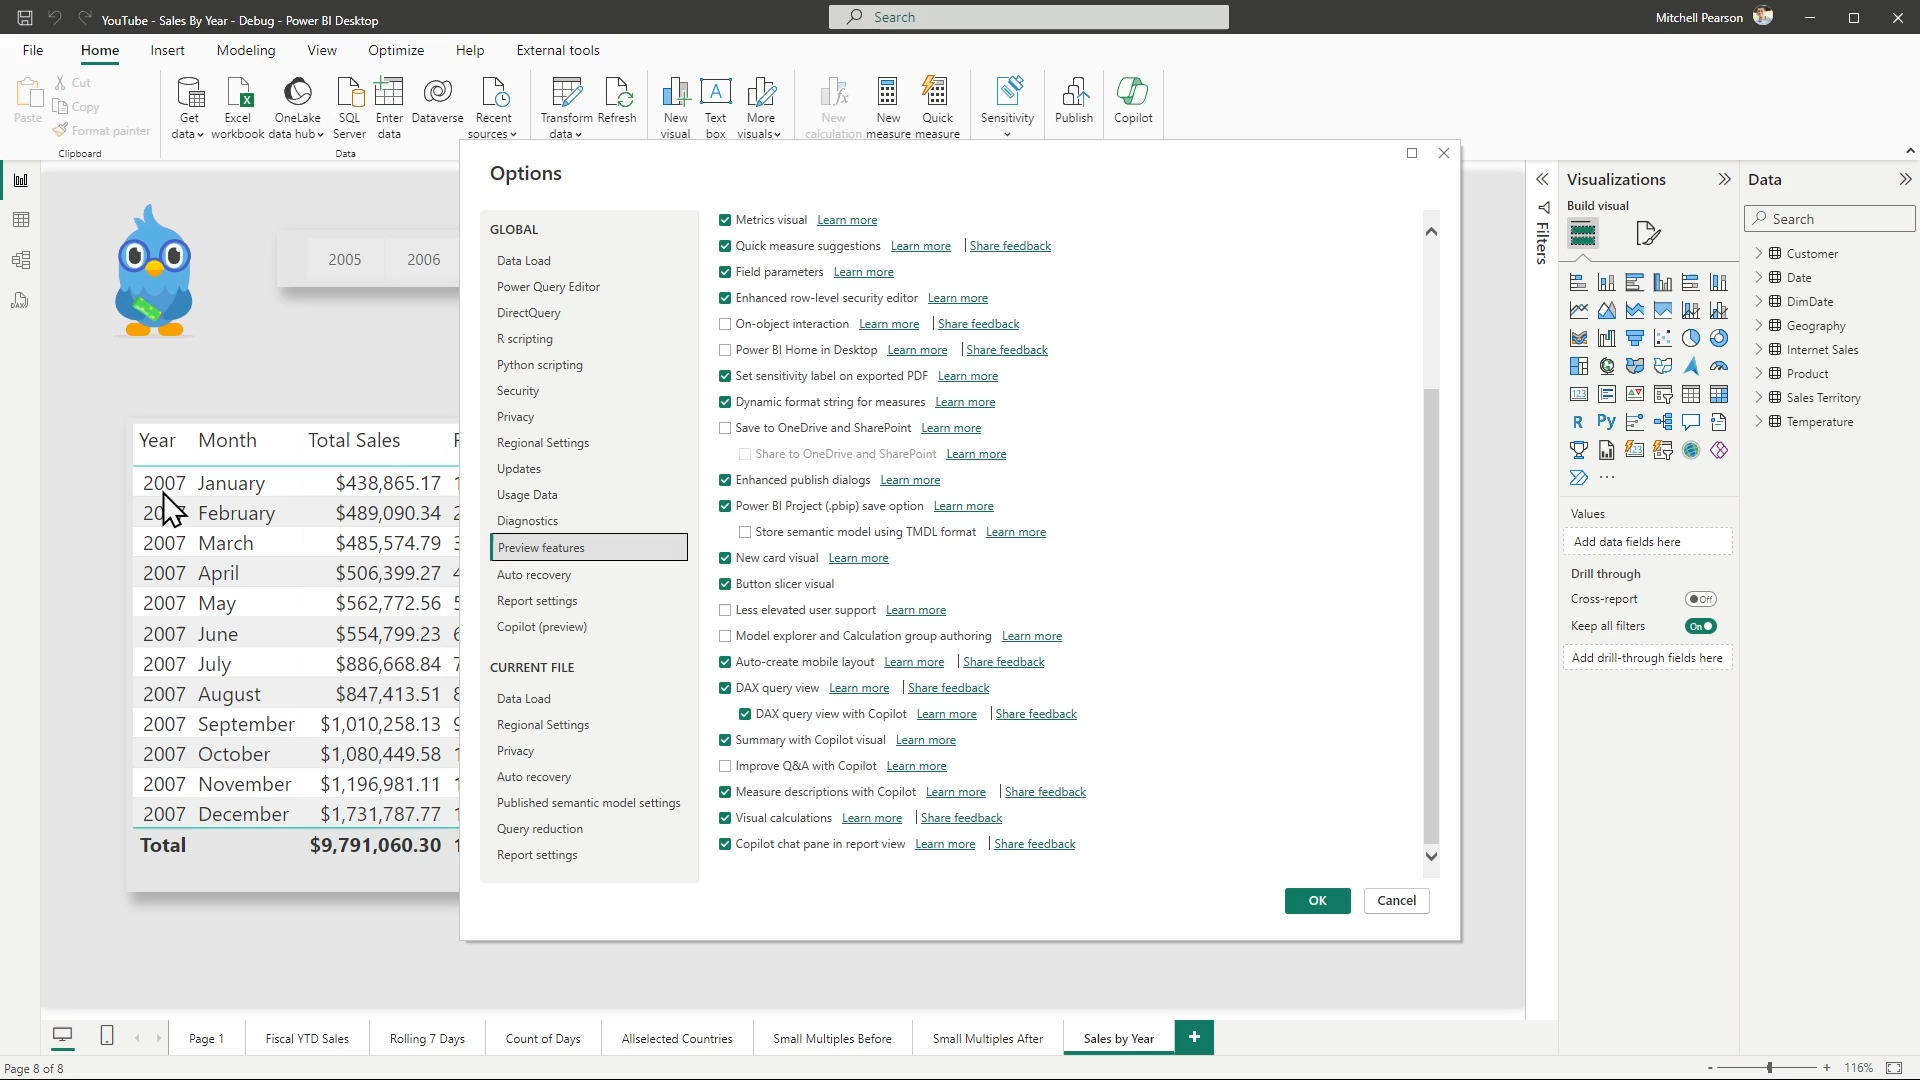 YouTube - Sales By Year - Debug - Power BI Desktop
Search
Mitchell Pearson
File Home Insert Modeling View Optimize Help External tools
Paste
Cut
Copy
Format painter
Clipboard
Get data
Excel workbook
OneLake data hub
SQL Server
Enter data
Dataverse
Recent sources
Data
Transform data
Refresh
New visual
Text box
More visuals
New calculation
New measure
Quick measure
Sensitivity
Publish
Copilot
2005 2006
Year Month Total Sales
2007 January $438,865.17
February $489,090.34
2007 March $485,574.79
2007 April $506,399.27
2007 May $562,772.56
2007 June $554,799.23
2007 July $886,668.84
2007 August $847,413.51
2007 September $1,010,258.13
2007 October $1,080,449.58
2007 November $1,196,981.11
2007 December $1,731,787.77
Total $9,791,060.30
Options
GLOBAL
Data Load
Power Query Editor
DirectQuery
R scripting
Python scripting
Security
Privacy
Regional Settings
Updates
Usage Data
Diagnostics
Preview features
Auto recovery
Report settings
Copilot (preview)
CURRENT FILE
Data Load
Regional Settings
Privacy
Auto recovery
Published semantic model settings
Query reduction
Report settings
Metrics visual Learn more
Quick measure suggestions Learn more Share feedback
Field parameters Learn more
Enhanced row-level security editor Learn more
On-object interaction Learn more Share feedback
Power BI Home in Desktop Learn more Share feedback
Set sensitivity label on exported PDF Learn more
Dynamic format string for measures Learn more
Save to OneDrive and SharePoint Learn more
Share to OneDrive and SharePoint Learn more
Enhanced publish dialogs Learn more
Power BI Project (.pbip) save option Learn more
Store semantic model using TMDL format Learn more
New card visual Learn more
Button slicer visual
Less elevated user support Learn more
Model explorer and Calculation group authoring Learn more
Auto-create mobile layout Learn more Share feedback
DAX query view Learn more Share feedback
DAX query view with Copilot Learn more Share feedback
Summary with Copilot visual Learn more
Improve Q&A with Copilot Learn more
Measure descriptions with Copilot Learn more Share feedback
Visual calculations Learn more Share feedback
Copilot chat pane in report view Learn more Share feedback
OK Cancel
Filters
Visualizations
Build visual
123
R Py
Values
Add data fields here
Drill through
Cross-report Off
Keep all filters On
Add drill-through fields here
Data
Search
Customer
Date
DimDate
Geography
Internet Sales
Product
Sales Territory
Temperature
Page 1 Fiscal YTD Sales Rolling 7 Days Count of Days Allselected Countries Small Multiples Before Small Multiples After Sales by Year +
Page 8 of 8
- + 116%